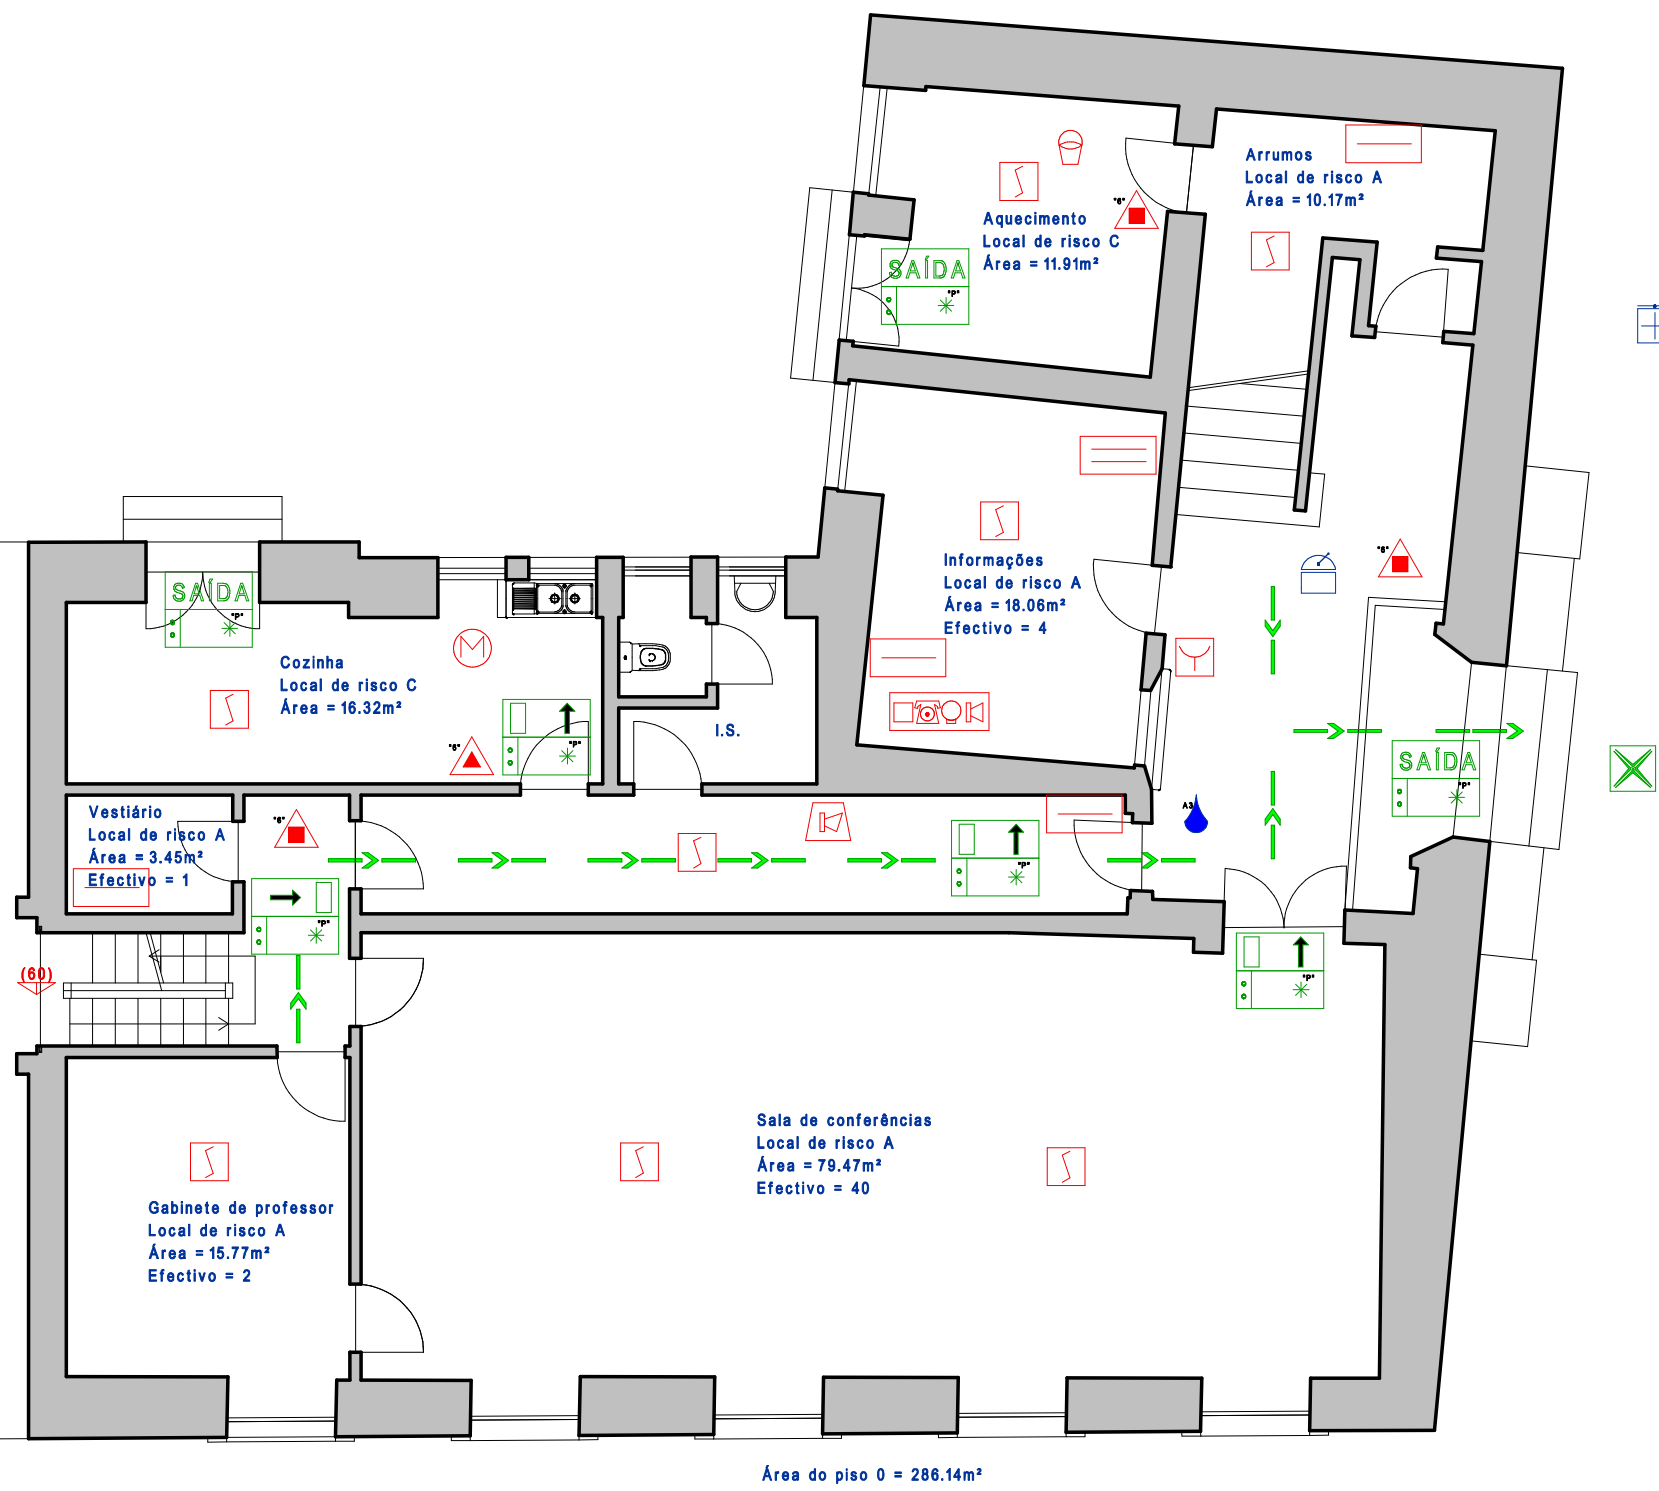 Arrumos
Local de risco A
Área = 10.17m²
"6"
Aquecimento
Local de risco C
Área = 11.91m²
SAÍDA
"P"
Informações
Local de risco A
Área = 18.06m²
Efectivo = 4
"6"
SAÍDA
"P"
Cozinha
Local de risco C
Área = 16.32m²
M
"6"
"P"
I.S.
SAÍDA
"P"
Vestiário
Local de risco A
Área = 3.45m²
Efectivo = 1
"6"
A3
"P"
"P"
"P"
(60)
Sala de conferências
Local de risco A
Área = 79.47m²
Efectivo = 40
Gabinete de professor
Local de risco A
Área = 15.77m²
Efectivo = 2
Área do piso 0 = 286.14m²